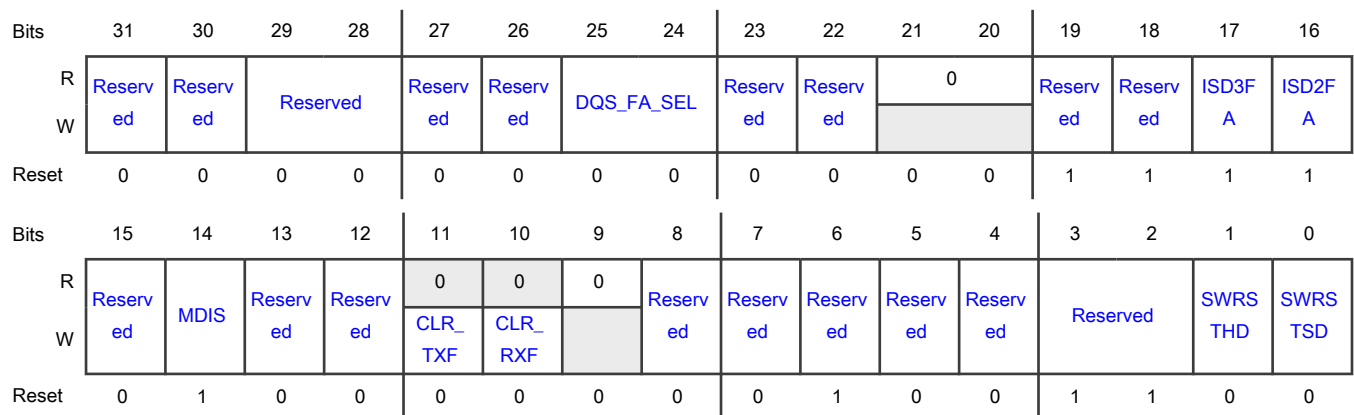 Bits 31 30 29 28 27 26 25 24 23 22 21 20 19 18 17 16
R Reserv Reserv Reserved Reserv Reserv DQS_FA_SEL Reserv Reserv 0 Reserv Reserv ISD3F ISD2F
W ed ed ed ed ed ed ed ed A A
Reset 0 0 0 0 0 0 0 0 0 0 0 0 1 1 1 1
Bits 15 14 13 12 11 10 9 8 7 6 5 4 3 2 1 0
R Reserv MDIS Reserv Reserv 0 0 0 Reserv Reserv Reserv Reserv Reserv Reserved SWRS SWRS
W ed ed ed CLR_ CLR_ ed ed ed ed ed THD TSD
TXF RXF
Reset 0 1 0 0 0 0 0 0 0 1 0 0 1 1 0 0